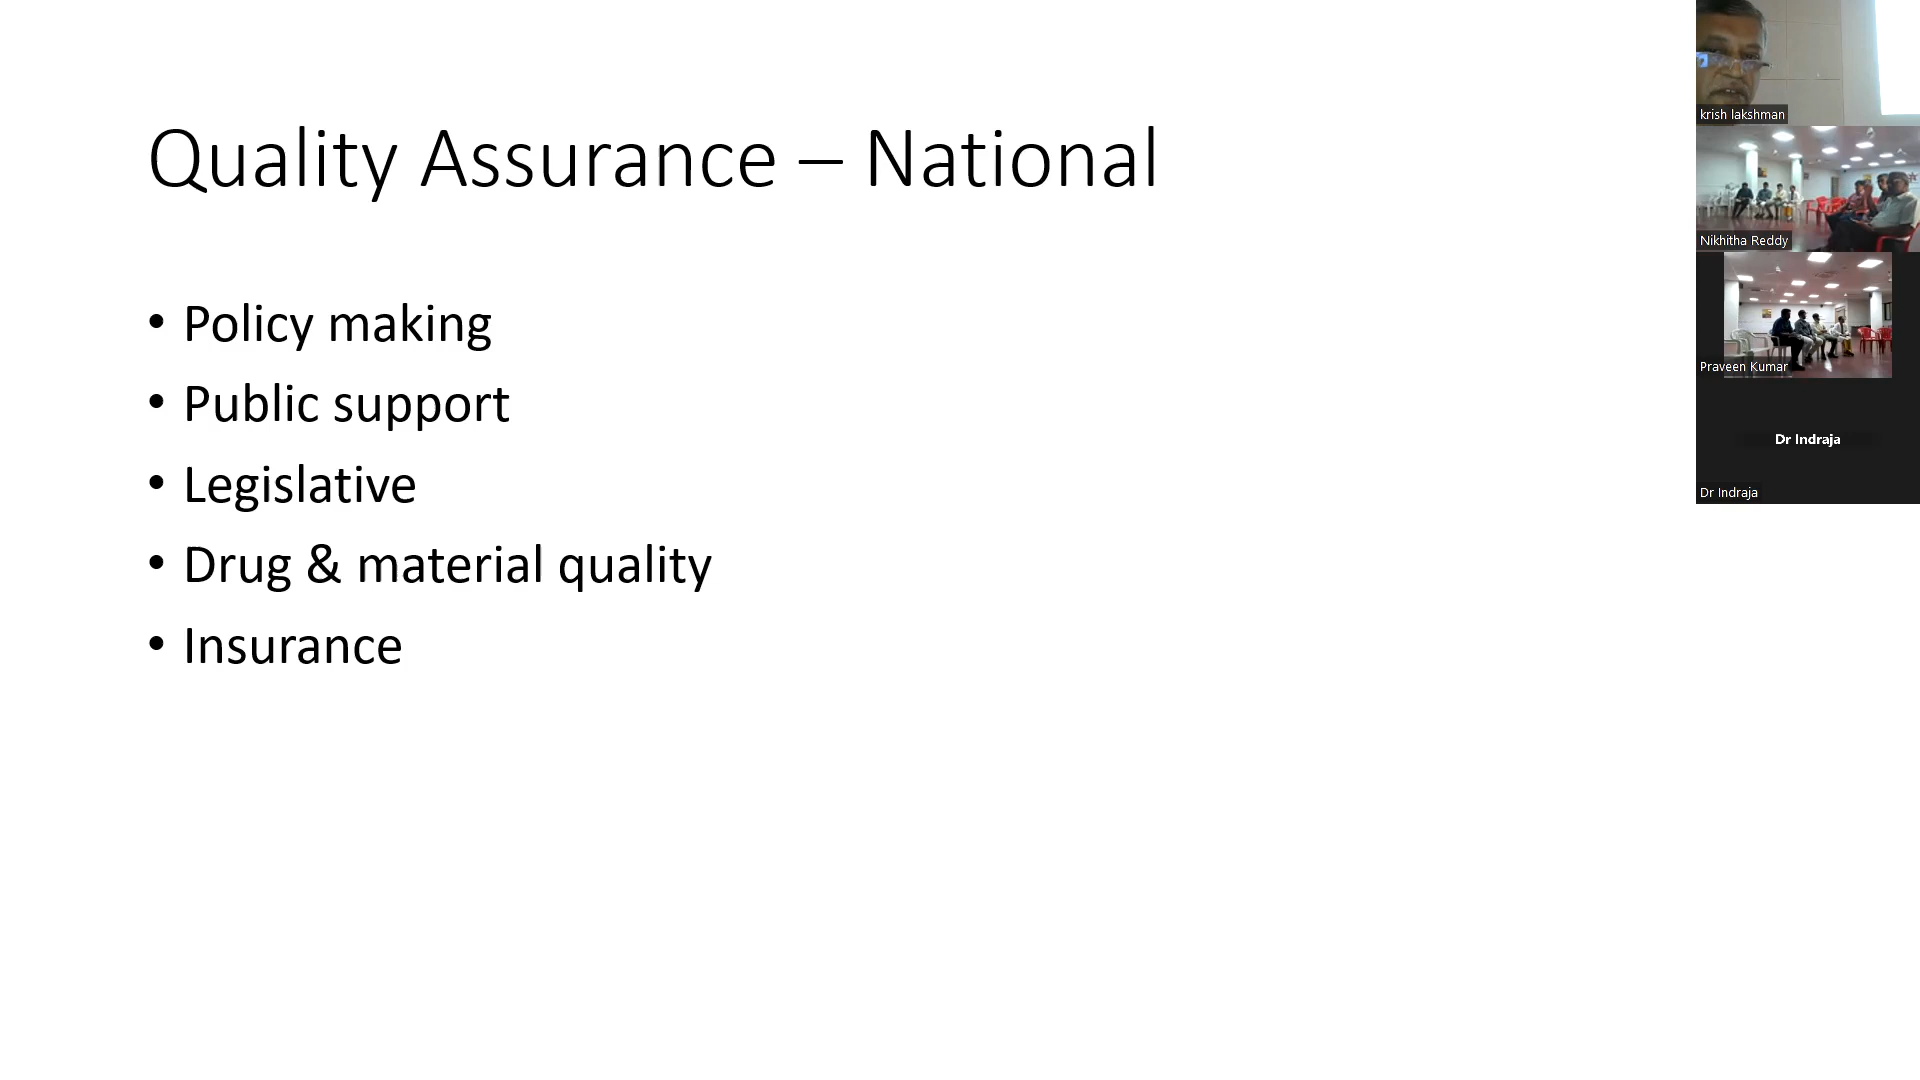 Quality Assurance – National
• Policy making
• Public support
• Legislative
• Drug & material quality
• Insurance
krish lakshman
Nikhitha Reddy
Praveen Kumar
Dr Indraja
Dr Indraja